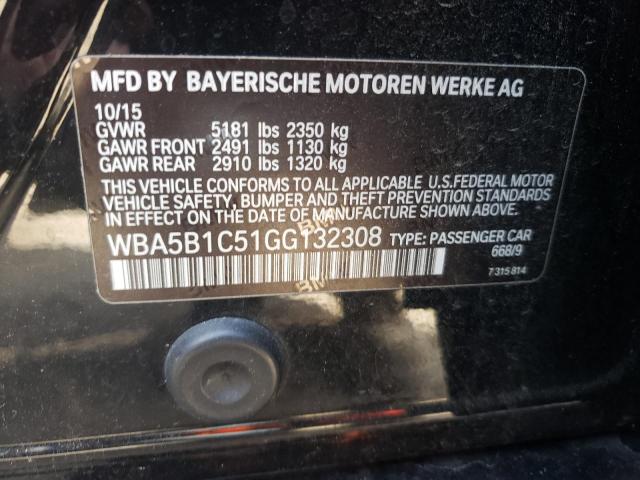 MFD BY BAYERISCHE MOTOREN WERKE AG
10/15
GVWR 5181 lbs 2350 kg
GAWR FRONT 2491 lbs 1130 kg
GAWR REAR 2910 lbs 1320 kg
THIS VEHICLE CONFORMS TO ALL APPLICABLE U.S.FEDERAL MOTOR
VEHICLE SAFETY, BUMPER AND THEFT PREVENTION STANDARDS IN
EFFECT ON THE DATE OF MANUFACTURE SHOWN ABOVE.
WBA5B1C51GG132308 TYPE: PASSENGER CAR
668/9
7 315 814